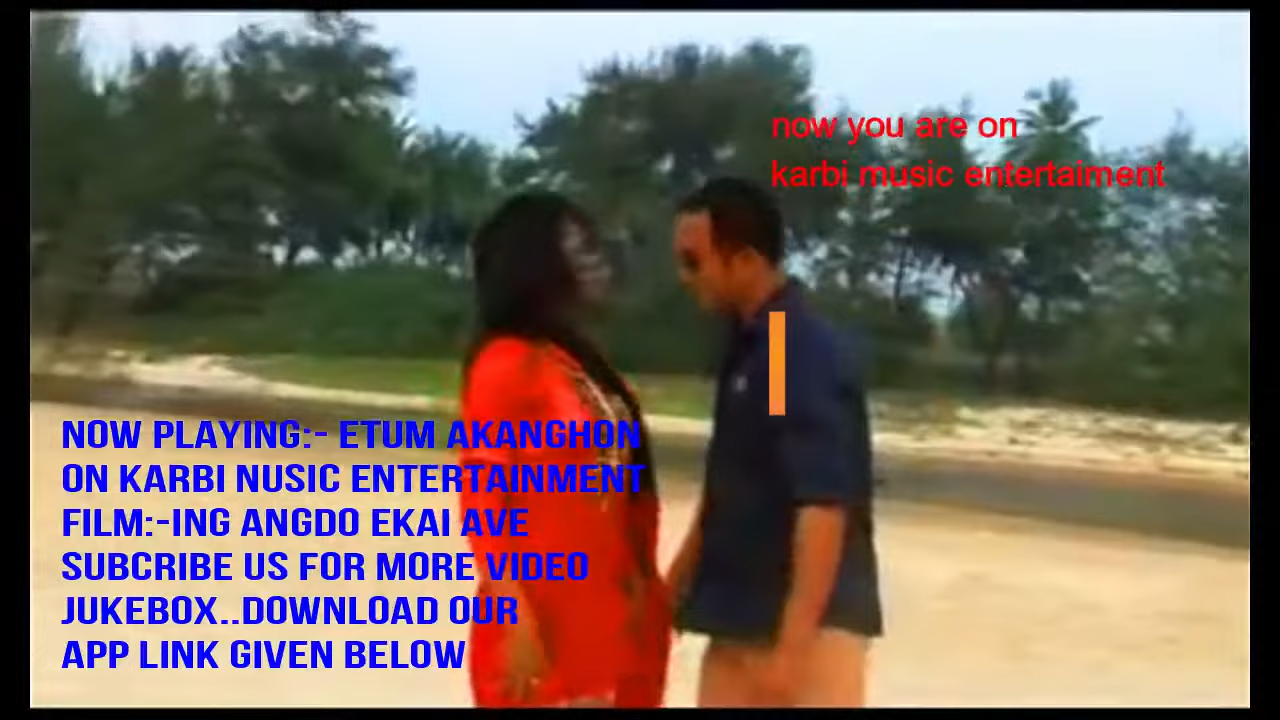 now you are on
karbi music entertaiment
NOW PLAYING:- ETUM AKANGHON
ON KARBI NUSIC ENTERTAINMENT
FILM:-ING ANGDO EKAI AVE
SUBCRIBE US FOR MORE VIDEO
JUKEBOX..DOWNLOAD OUR
APP LINK GIVEN BELOW